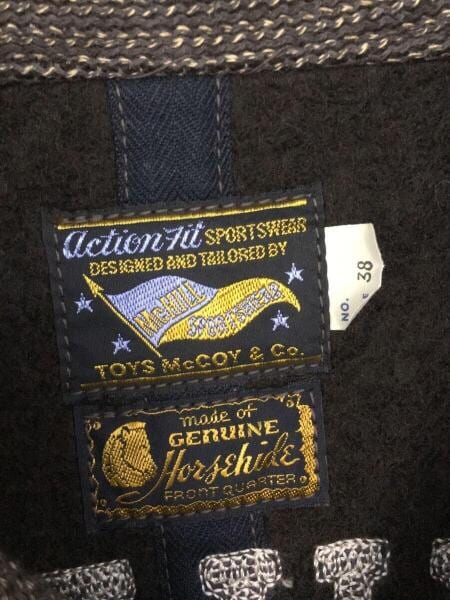 action fit SPORTSWEAR
DESIGNED AND TAILORED BY
McHILL
SPORTSWEAR
TOYS McCOY & Co.
NO. 38
made of
GENUINE
Horsehide
FRONT QUARTER